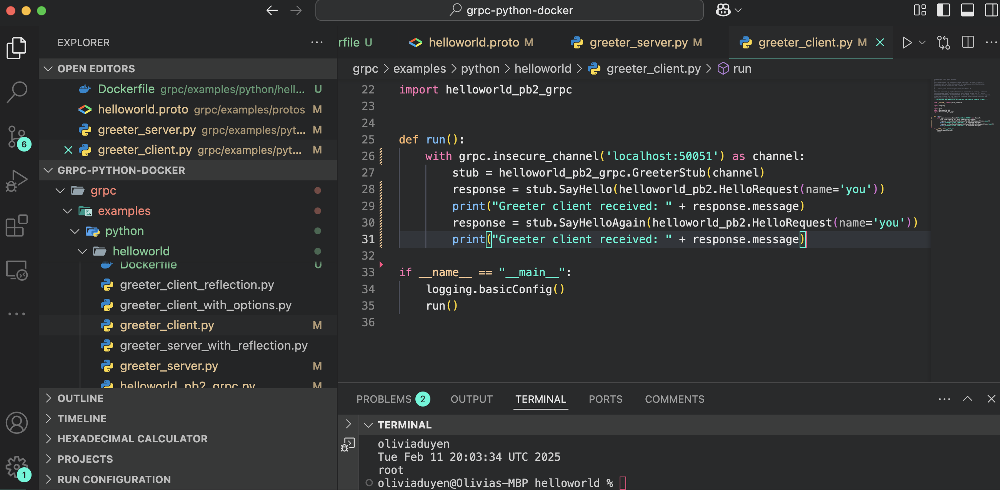 grpc-python-docker
EXPLORER
rfile U
helloworld.proto M
greeter_server.py M
greeter_client.py M
OPEN EDITORS
Dockerfile grpc/examples/python/hell... U
helloworld.proto grpc/examples/protos M
greeter_server.py grpc/examples/pyt... M
greeter_client.py grpc/examples/pyt... M
GRPC-PYTHON-DOCKER
grpc
examples
python
helloworld
Dockerfile U
greeter_client_reflection.py
greeter_client_with_options.py
greeter_client.py M
greeter_server_with_reflection.py
greeter_server.py M
helloworld_pb2_grpc.py M
OUTLINE
TIMELINE
HEXADECIMAL CALCULATOR
PROJECTS
RUN CONFIGURATION
6
1
grpc > examples > python > helloworld > greeter_client.py > run
22 import helloworld_pb2_grpc
23
24
25 def run():
26 with grpc.insecure_channel('localhost:50051') as channel:
27 stub = helloworld_pb2_grpc.GreeterStub(channel)
28 response = stub.SayHello(helloworld_pb2.HelloRequest(name='you'))
29 print("Greeter client received: " + response.message)
30 response = stub.SayHelloAgain(helloworld_pb2.HelloRequest(name='you'))
31 print("Greeter client received: " + response.message)
32
33 if __name__ == "__main__":
34 logging.basicConfig()
35 run()
36
PROBLEMS 2 OUTPUT TERMINAL PORTS COMMENTS
TERMINAL
oliviaduyen
Tue Feb 11 20:03:34 UTC 2025
root
oliviaduyen@Olivias-MBP helloworld %